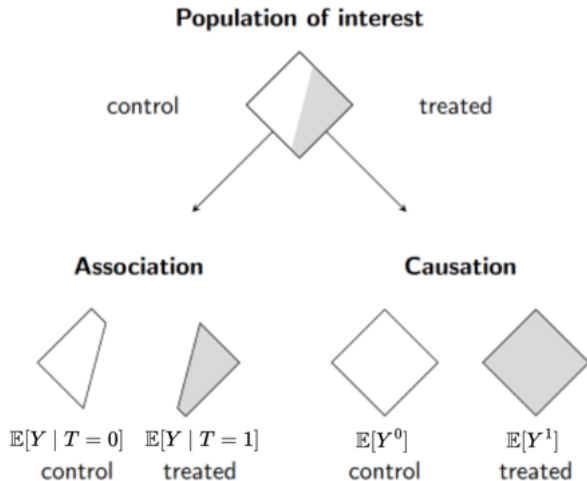 Population of interest
control treated
Association Causation
𝔼[Y | T = 0] 𝔼[Y | T = 1] 𝔼[Y⁰] 𝔼[Y¹]
control treated control treated